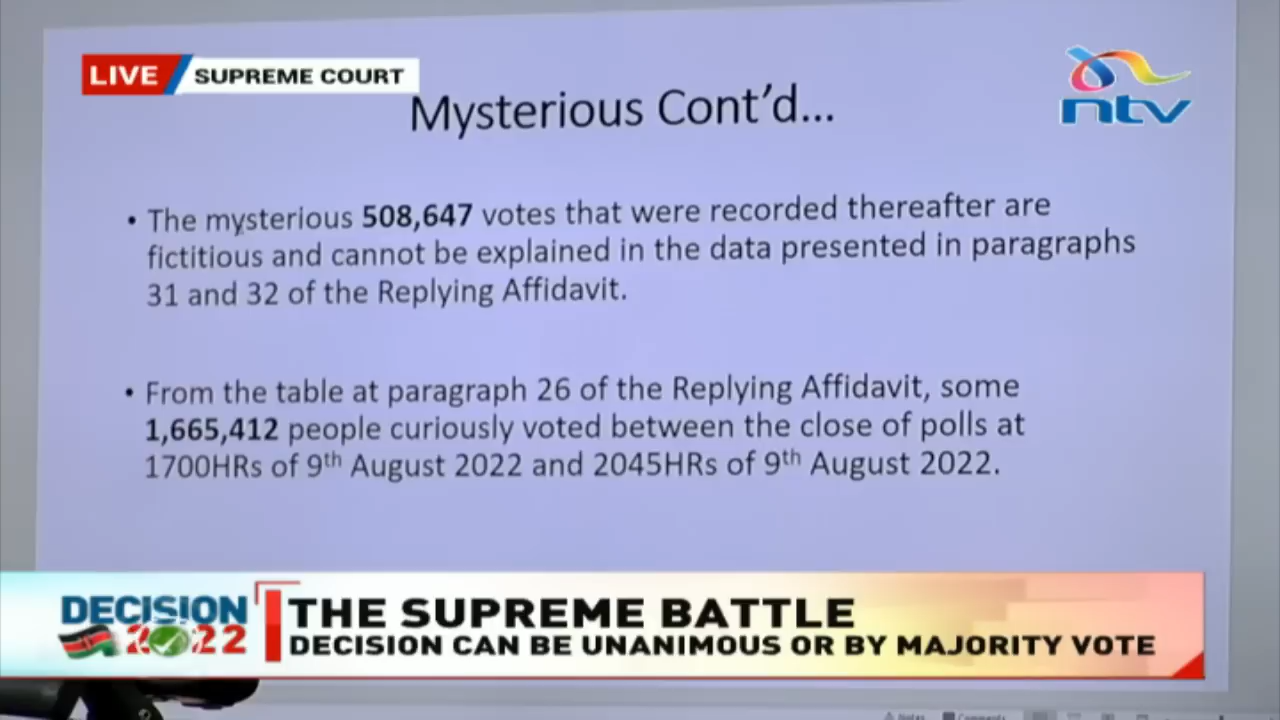 LIVE SUPREME COURT
ntv
Mysterious Cont’d...
• The mysterious 508,647 votes that were recorded thereafter are
fictitious and cannot be explained in the data presented in paragraphs
31 and 32 of the Replying Affidavit.
• From the table at paragraph 26 of the Replying Affidavit, some
1,665,412 people curiously voted between the close of polls at
1700HRs of 9th August 2022 and 2045HRs of 9th August 2022.
DECISION
2022
THE SUPREME BATTLE
DECISION CAN BE UNANIMOUS OR BY MAJORITY VOTE